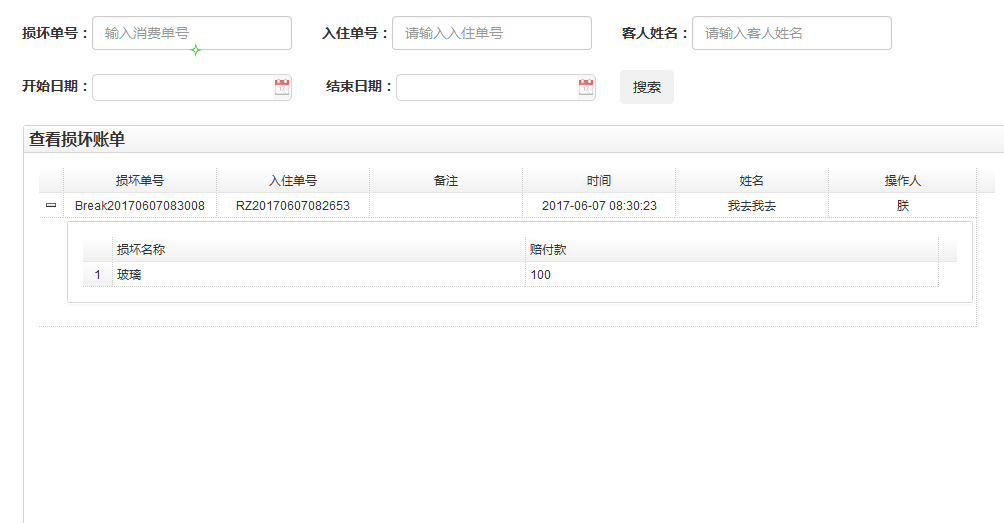 损坏单号： 输入消费单号 入住单号： 请输入入住单号 客人姓名： 请输入客人姓名
开始日期： 结束日期： 搜索
查看损坏账单
损坏单号 入住单号 备注 时间 姓名 操作人
Break20170607083008 RZ20170607082653 2017-06-07 08:30:23 我去我去 朕
损坏名称 赔付款
1 玻璃 100